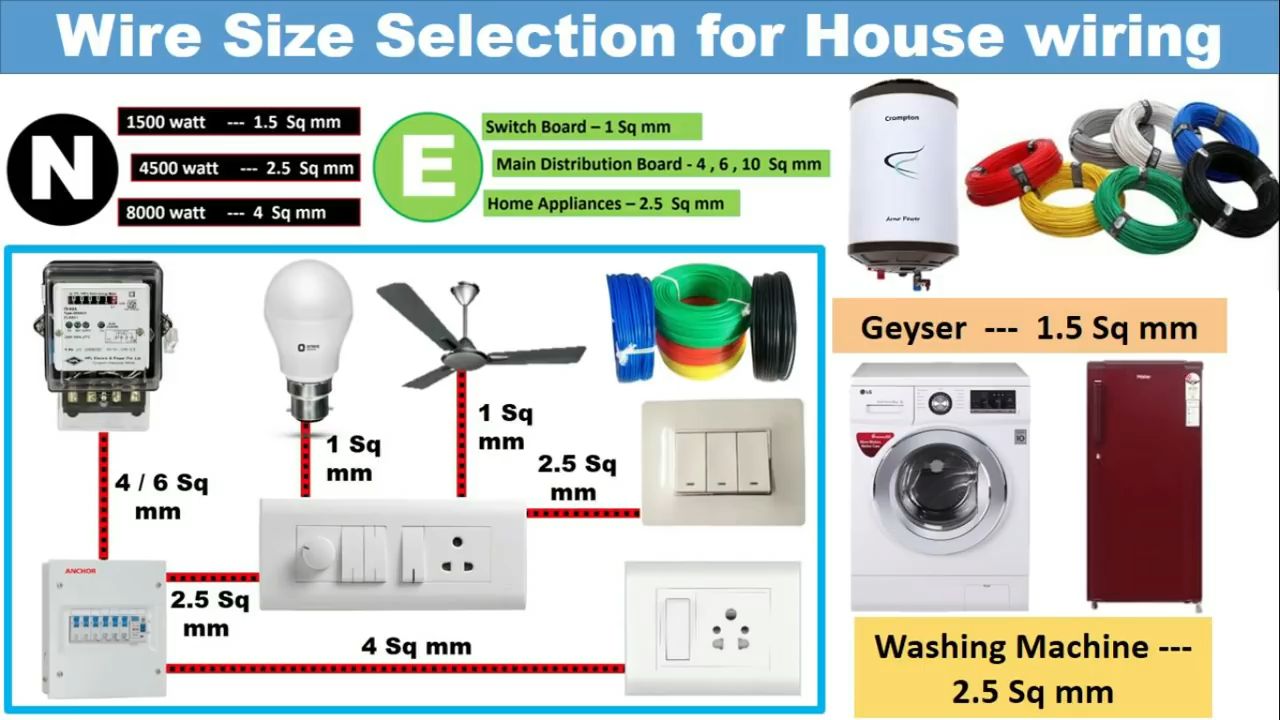 Wire Size Selection for House wiring
N
1500 watt --- 1.5 Sq mm
4500 watt --- 2.5 Sq mm
8000 watt --- 4 Sq mm
E
Switch Board – 1 Sq mm
Main Distribution Board - 4 , 6 , 10 Sq mm
Home Appliances – 2.5 Sq mm
Crompton
Arno Power
Geyser --- 1.5 Sq mm
4 / 6 Sq
mm
1 Sq
mm
1 Sq
mm
2.5 Sq
mm
ANCHOR
2.5 Sq
mm
4 Sq mm
LG
Haier
Washing Machine ---
2.5 Sq mm